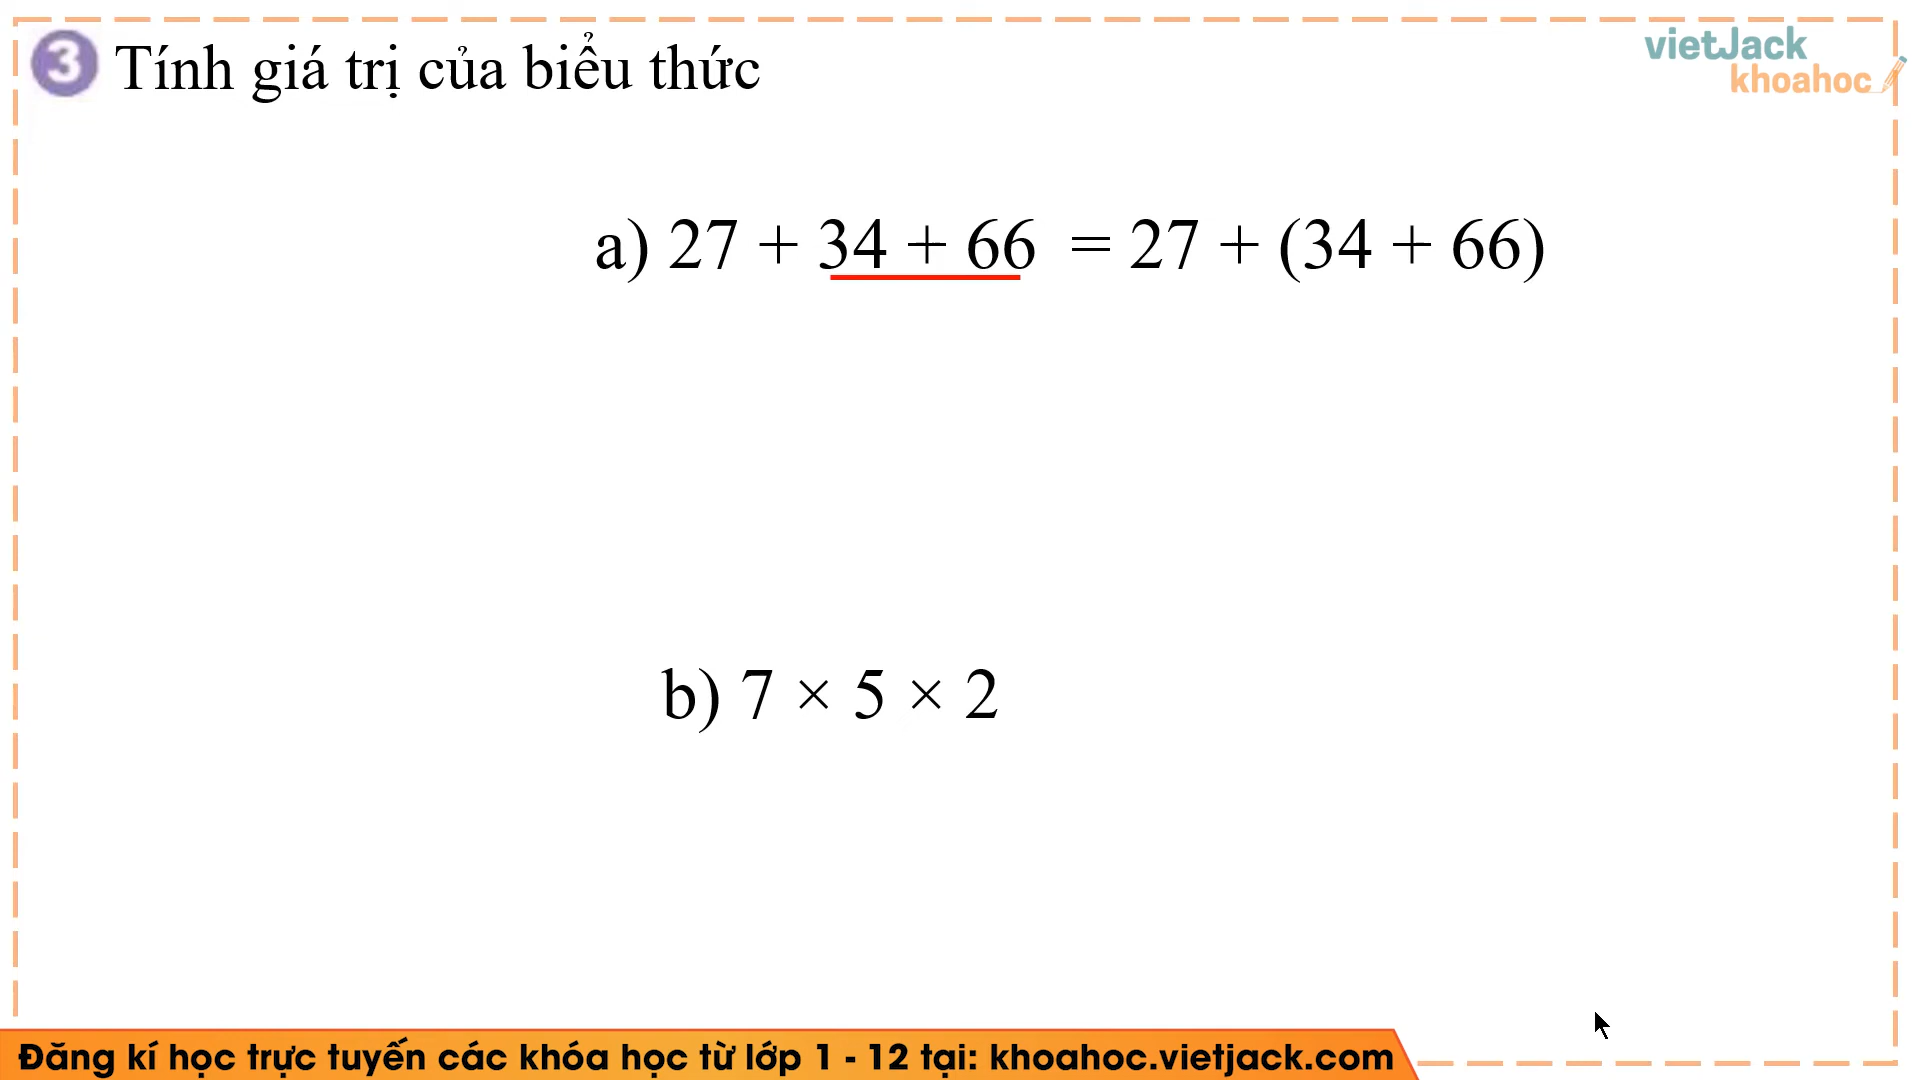 3 Tính giá trị của biểu thức
vietJack
khoahoc
a) 27 + 34 + 66 = 27 + (34 + 66)
b) 7 × 5 × 2
Đăng kí học trực tuyến các khóa học từ lớp 1 - 12 tại: khoahoc.vietjack.com